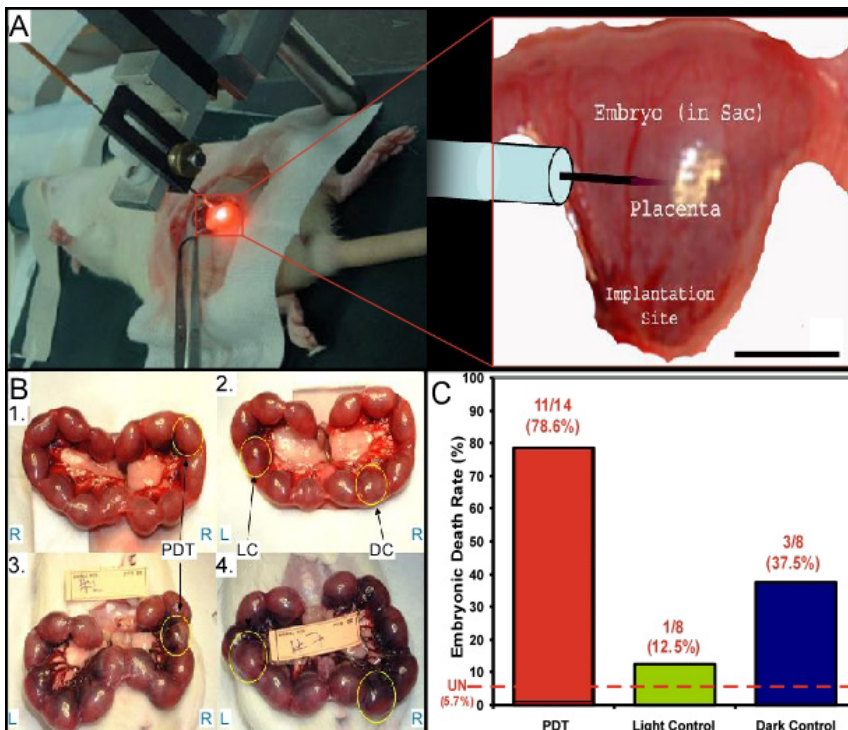 A
Embryo (in Sac)
Placenta
Implantation
Site
B
1.
2.
R
R
L
R
PDT
LC
DC
3.
4.
L
R
L
R
C
Embryonic Death Rate (%)
100
90
80
70
60
50
40
30
20
10
0
11/14
(78.6%)
1/8
(12.5%)
3/8
(37.5%)
UN
(5.7%)
PDT
Light Control
Dark Control